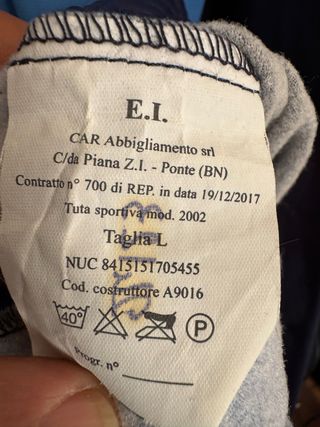 E.I.
CAR Abbigliamento srl
C/da Piana Z.I. - Ponte (BN)
Contratto n° 700 di REP. in data 19/12/2017
Tuta sportiva mod. 2002
Taglia L
NUC 8415151705455
Cod. costruttore A9016
40° P
Progr. n° ________